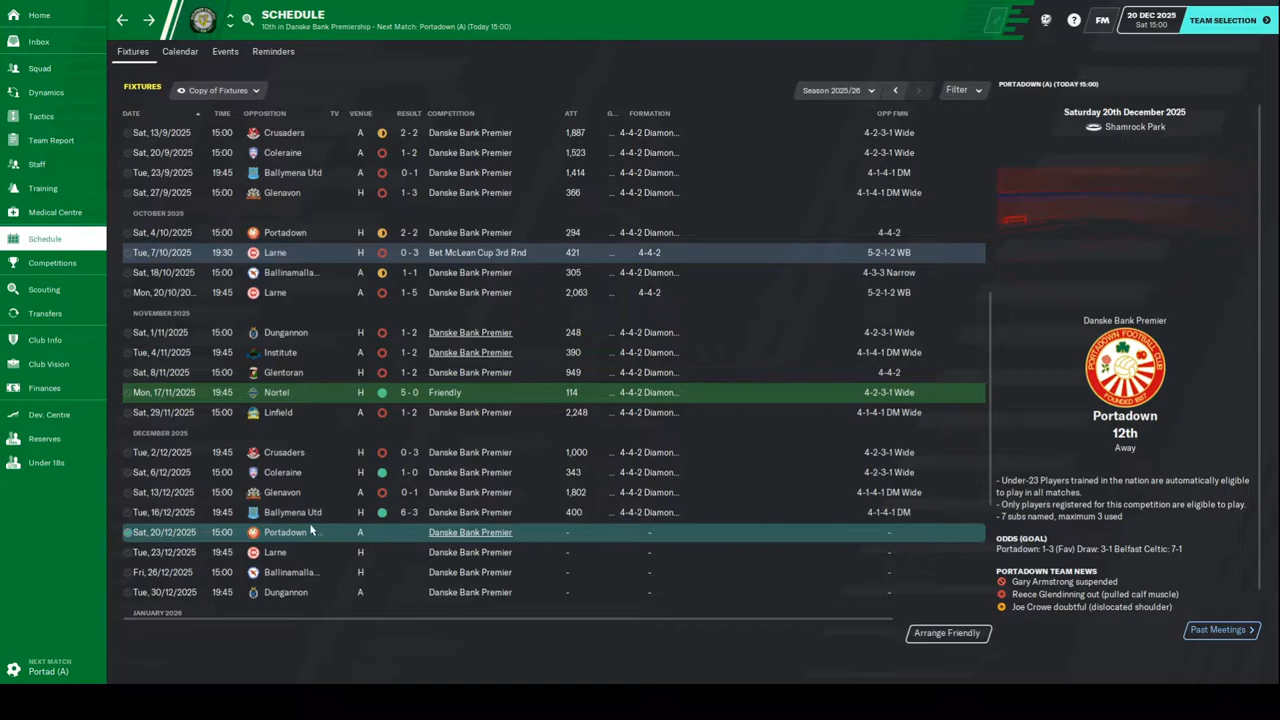 Home
SCHEDULE
10th in Danske Bank Premiership - Next Match: Portadown (A) (Today 15:00)
FM
20 DEC 2025
Sat 15:00
TEAM SELECTION
Inbox
Squad
Dynamics
Tactics
Team Report
Staff
Training
Medical Centre
Schedule
Competitions
Scouting
Transfers
Club Info
Club Vision
Finances
Dev. Centre
Reserves
Under 18s
NEXT MATCH
Portad (A)
Fixtures Calendar Events Reminders
FIXTURES Copy of Fixtures Season 2025/26 Filter
DATE TIME OPPOSITION TV VENUE RESULT COMPETITION ATT G... FORMATION OPP FMN
Sat, 13/9/2025 15:00 Crusaders A 2 - 2 Danske Bank Premier 1,887 4-4-2 Diamon... 4-2-3-1 Wide
Sat, 20/9/2025 15:00 Coleraine A 1 - 2 Danske Bank Premier 1,523 4-4-2 Diamon... 4-2-3-1 Wide
Tue, 23/9/2025 19:45 Ballymena Utd A 0 - 1 Danske Bank Premier 1,414 4-4-2 Diamon... 4-1-4-1 DM
Sat, 27/9/2025 15:00 Glenavon H 1 - 3 Danske Bank Premier 366 4-4-2 Diamon... 4-1-4-1 DM Wide
OCTOBER 2025
Sat, 4/10/2025 15:00 Portadown H 2 - 2 Danske Bank Premier 294 4-4-2 Diamon... 4-4-2
Tue, 7/10/2025 19:30 Larne H 0 - 3 Bet McLean Cup 3rd Rnd 421 ... 4-4-2 5-2-1-2 WB
Sat, 18/10/2025 15:00 Ballinamalla... A 1 - 1 Danske Bank Premier 305 ... 4-4-2 Diamon... 4-3-3 Narrow
Mon, 20/10/20... 19:45 Larne A 1 - 5 Danske Bank Premier 2,063 ... 4-4-2 5-2-1-2 WB
NOVEMBER 2025
Sat, 1/11/2025 15:00 Dungannon H 1 - 2 Danske Bank Premier 248 ... 4-4-2 Diamon... 4-2-3-1 Wide
Tue, 4/11/2025 19:45 Institute A 1 - 2 Danske Bank Premier 390 ... 4-4-2 Diamon... 4-1-4-1 DM Wide
Sat, 8/11/2025 15:00 Glentoran H 1 - 2 Danske Bank Premier 949 ... 4-4-2 Diamon... 4-4-2
Mon, 17/11/2025 19:45 Nortel H 5 - 0 Friendly 114 ... 4-4-2 Diamon... 4-2-3-1 Wide
Sat, 29/11/2025 15:00 Linfield A 1 - 2 Danske Bank Premier 2,248 ... 4-4-2 Diamon... 4-1-4-1 DM Wide
DECEMBER 2025
Tue, 2/12/2025 19:45 Crusaders H 0 - 3 Danske Bank Premier 1,000 ... 4-4-2 Diamon... 4-2-3-1 Wide
Sat, 6/12/2025 15:00 Coleraine H 1 - 0 Danske Bank Premier 343 ... 4-4-2 Diamon... 4-2-3-1 Wide
Sat, 13/12/2025 15:00 Glenavon A 0 - 1 Danske Bank Premier 1,802 ... 4-4-2 Diamon... 4-1-4-1 DM Wide
Tue, 16/12/2025 19:45 Ballymena Utd H 6 - 3 Danske Bank Premier 400 ... 4-4-2 Diamon... 4-1-4-1 DM
Sat, 20/12/2025 15:00 Portadown A Danske Bank Premier - - -
Tue, 23/12/2025 19:45 Larne H Danske Bank Premier - - -
Fri, 26/12/2025 15:00 Ballinamalla... H Danske Bank Premier - - -
Tue, 30/12/2025 19:45 Dungannon A Danske Bank Premier - - -
JANUARY 2026
Arrange Friendly
PORTADOWN (A) (TODAY 15:00)
Saturday 20th December 2025
Shamrock Park
Danske Bank Premier
PORTADOWN FOOTBALL CLUB
FOUNDED 1887
Portadown
12th
Away
- Under-23 Players trained in the nation are automatically eligible
to play in all matches.
- Only players registered for this competition are eligible to play.
- 7 subs named, maximum 3 used
ODDS (GOAL)
Portadown: 1-3 (Fav) Draw: 3-1 Belfast Celtic: 7-1
PORTADOWN TEAM NEWS
Gary Armstrong suspended
Reece Glendinning out (pulled calf muscle)
Joe Crowe doubtful (dislocated shoulder)
Past Meetings